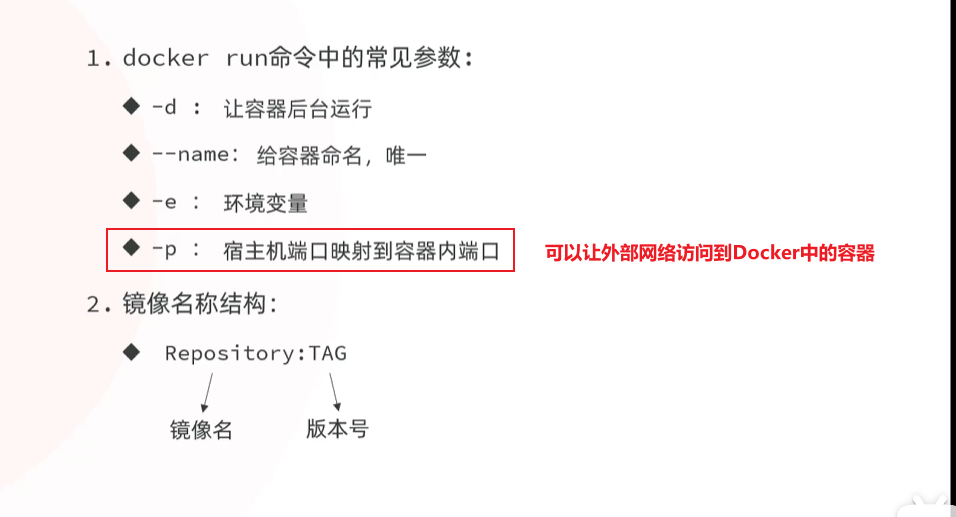 1. docker run命令中的常见参数:
◆ -d : 让容器后台运行
◆ --name: 给容器命名，唯一
◆ -e : 环境变量
◆ -p : 宿主机端口映射到容器内端口 可以让外部网络访问到Docker中的容器
2. 镜像名称结构:
◆ Repository:TAG
镜像名 版本号